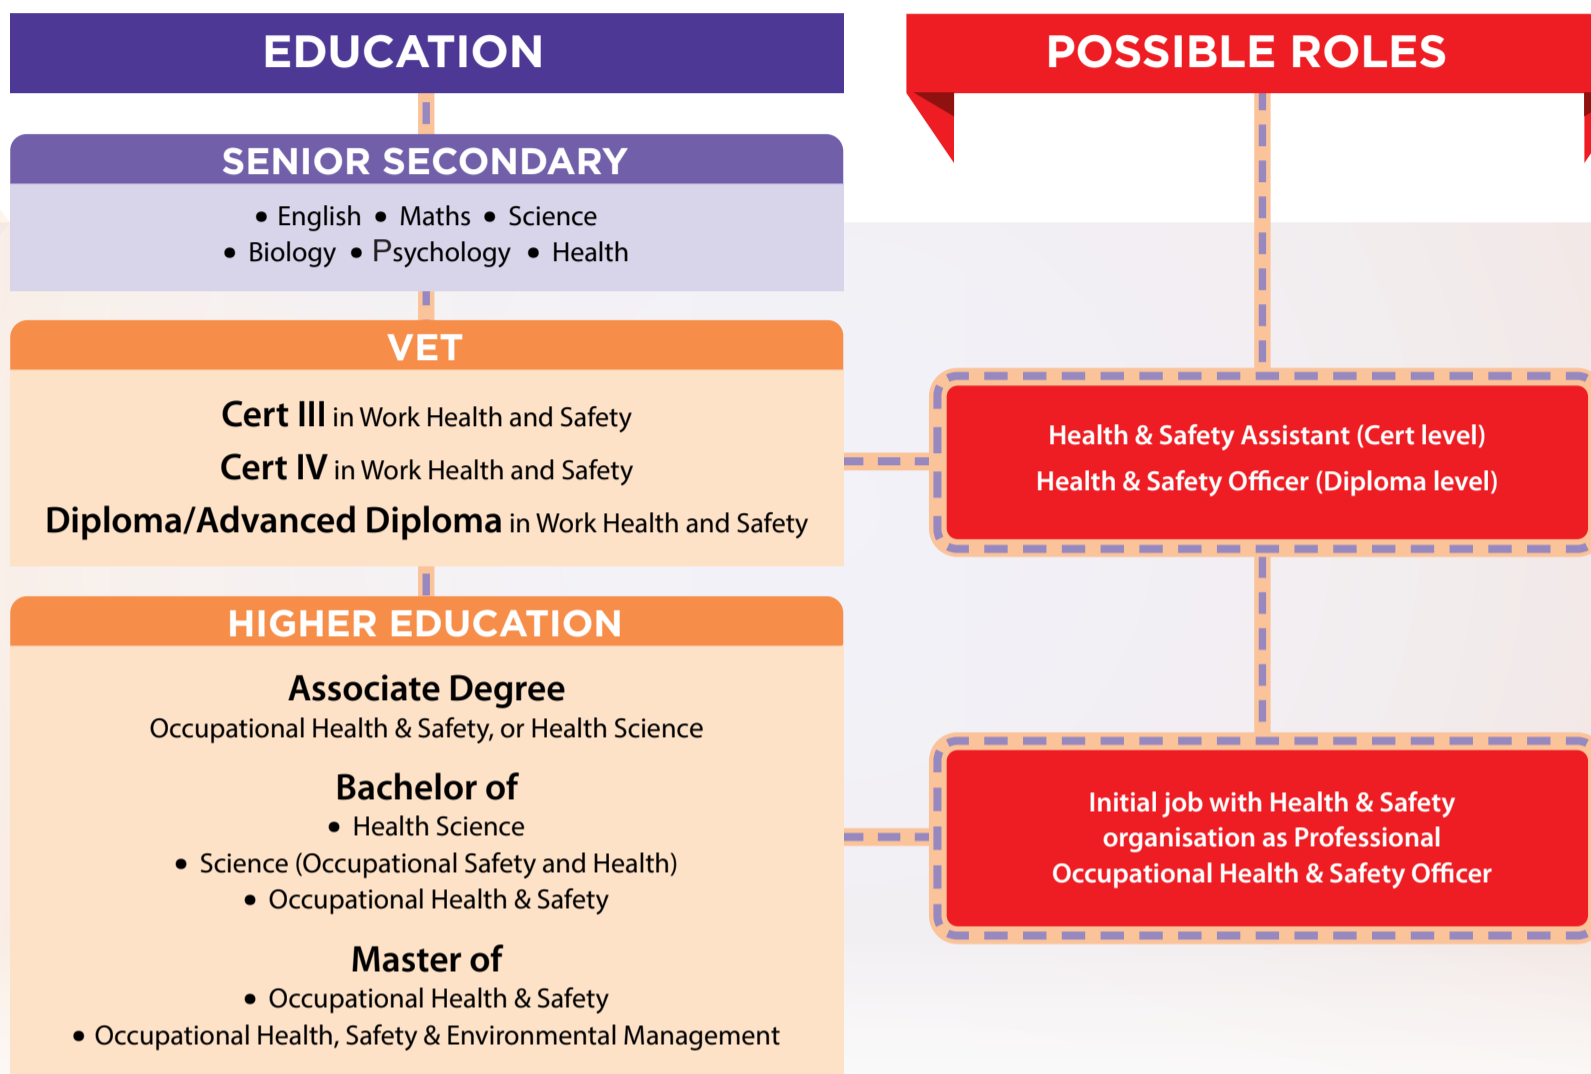 EDUCATION
SENIOR SECONDARY
• English • Maths • Science
• Biology • Psychology • Health
VET
Cert III in Work Health and Safety
Cert IV in Work Health and Safety
Diploma/Advanced Diploma in Work Health and Safety
HIGHER EDUCATION
Associate Degree
Occupational Health & Safety, or Health Science
Bachelor of
• Health Science
• Science (Occupational Safety and Health)
• Occupational Health & Safety
Master of
• Occupational Health & Safety
• Occupational Health, Safety & Environmental Management
POSSIBLE ROLES
Health & Safety Assistant (Cert level)
Health & Safety Officer (Diploma level)
Initial job with Health & Safety
organisation as Professional
Occupational Health & Safety Officer